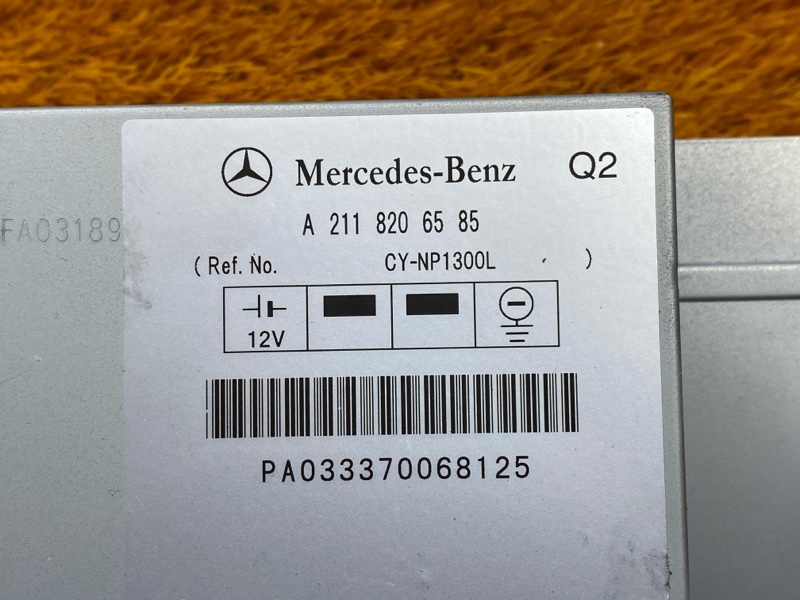 Mercedes-Benz Q2
A 211 820 65 85
FA03189
(Ref. No. CY-NP1300L )
12V
PA033370068125